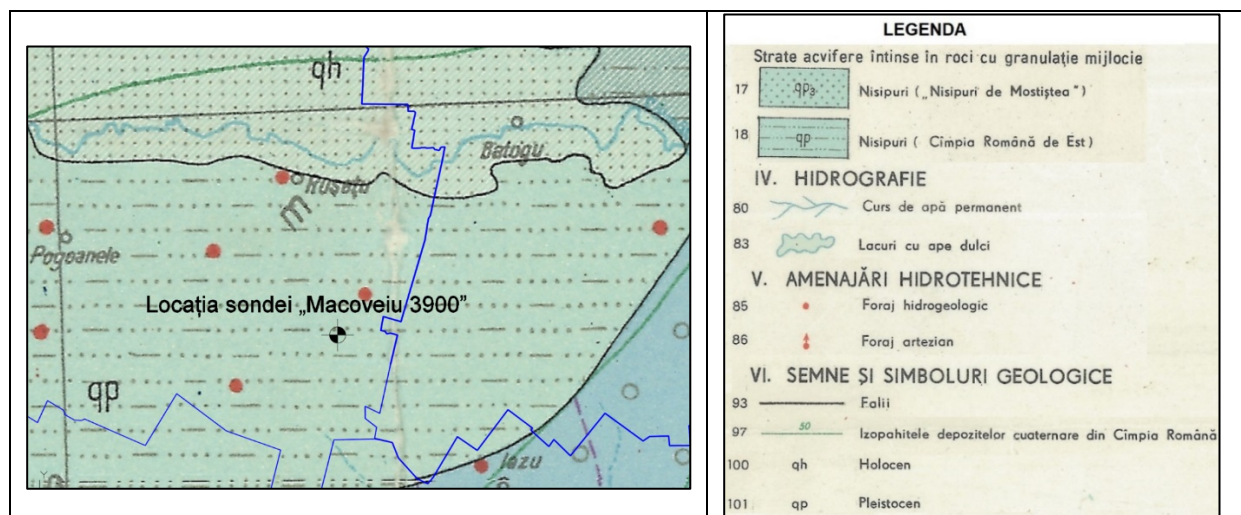 qh
Batogu
Rușețu
m
Pogoanele
Locația sondei „Macoveiu 3900”
qp
Iazu
LEGENDA
Strate acvifere întinse în roci cu granulație mijlocie
17 qp₃ Nisipuri („Nisipuri de Mostiștea")
18 qp Nisipuri ( Cîmpia Română de Est)
IV. HIDROGRAFIE
80 Curs de apă permanent
83 Lacuri cu ape dulci
V. AMENAJĂRI HIDROTEHNICE
85 Foraj hidrogeologic
86 Foraj artezian
VI. SEMNE ȘI SIMBOLURI GEOLOGICE
93 Falii
97 50 Izopahitele depozitelor cuaternare din Cîmpia Română
100 qh Holocen
101 qp Pleistocen